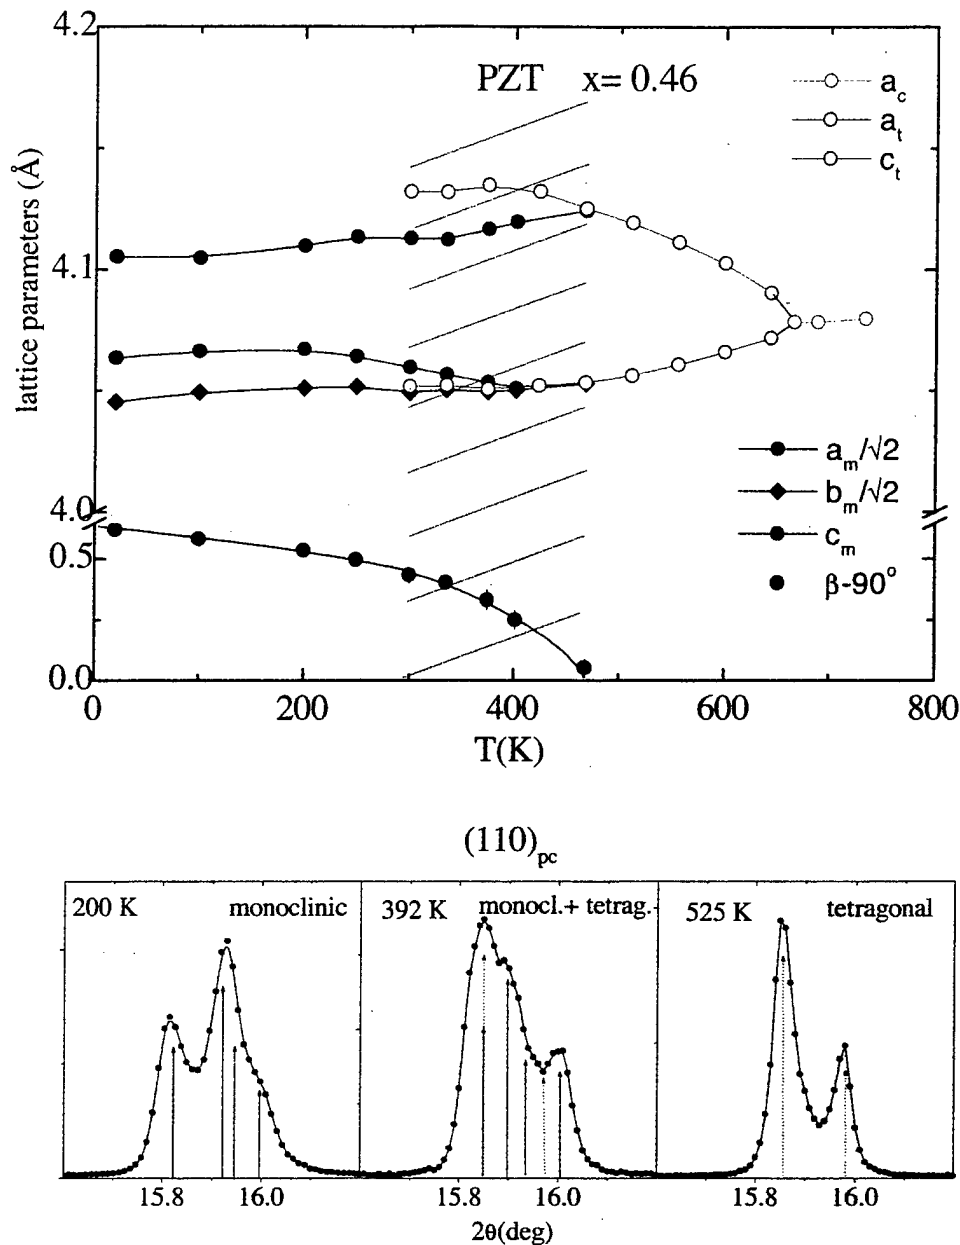 4.2
PZT x= 0.46
a_c
a_t
c_t
lattice parameters (Å)
4.1
4.0
a_m/√2
b_m/√2
c_m
β-90°
0.5
0.0
0 200 400 600 800
T(K)
(110)_pc
200 K monoclinic
392 K monocl.+ tetrag.
525 K tetragonal
15.8 16.0 15.8 16.0 15.8 16.0
2θ(deg)